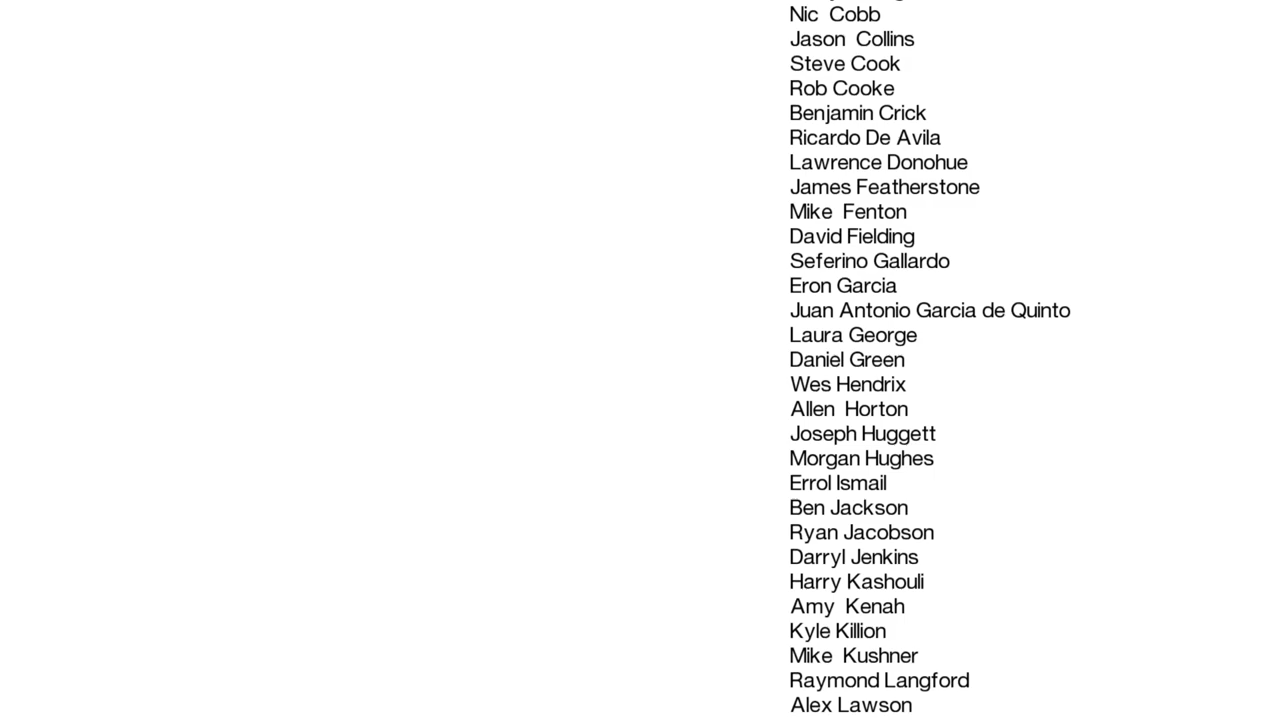 Nic  Cobb
Jason  Collins
Steve Cook
Rob Cooke
Benjamin Crick
Ricardo De Avila
Lawrence Donohue
James Featherstone
Mike  Fenton
David Fielding
Seferino Gallardo
Eron Garcia
Juan Antonio Garcia de Quinto
Laura George
Daniel Green
Wes Hendrix
Allen  Horton
Joseph Huggett
Morgan Hughes
Errol Ismail
Ben Jackson
Ryan Jacobson
Darryl Jenkins
Harry Kashouli
Amy  Kenah
Kyle Killion
Mike  Kushner
Raymond Langford
Alex Lawson